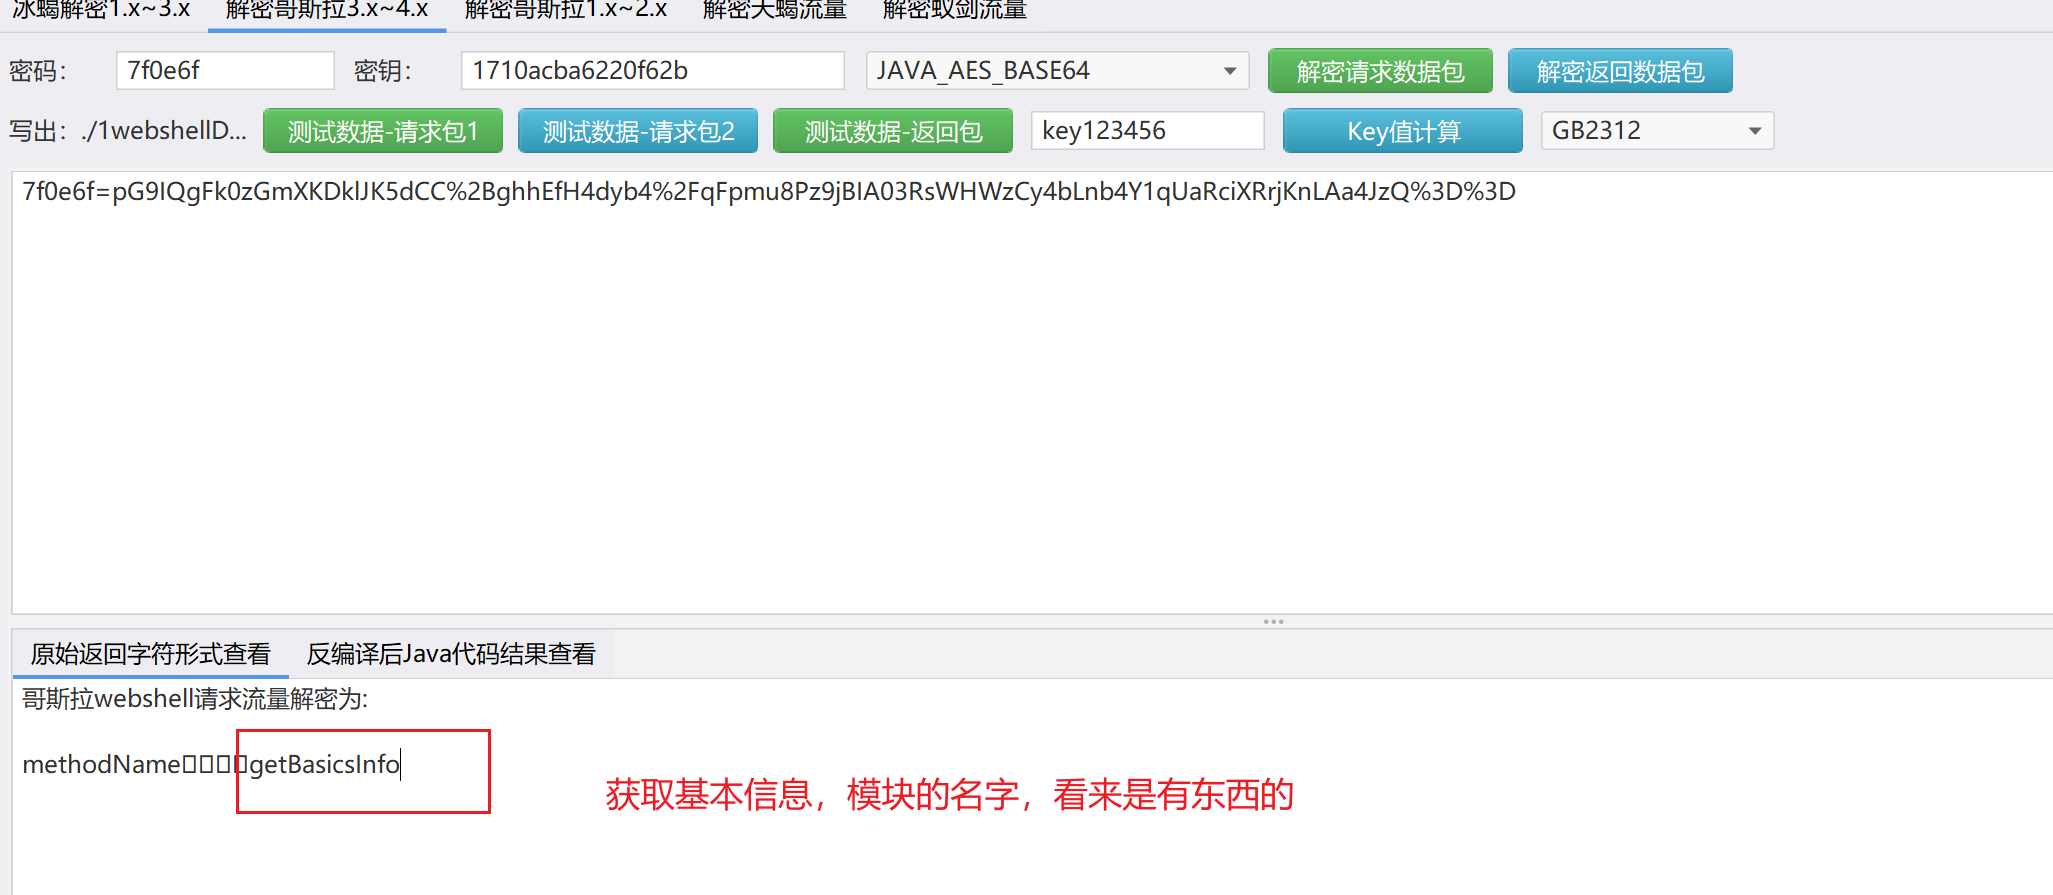 冰蝎解密1.x~3.x 解密哥斯拉3.x~4.x 解密哥斯拉1.x~2.x 解密天蝎流量 解密蚁剑流量
密码： 7f0e6f 密钥： 1710acba6220f62b JAVA_AES_BASE64 解密请求数据包 解密返回数据包
写出：./1webshellD... 测试数据-请求包1 测试数据-请求包2 测试数据-返回包 key123456 Key值计算 GB2312
7f0e6f=pG9IQgFk0zGmXKDklJK5dCC%2BghhEfH4dyb4%2FqFpmu8Pz9jBIA03RsWHWzCy4bLnb4Y1qUaRciXRrjKnLAa4JzQ%3D%3D
原始返回字符形式查看 反编译后Java代码结果查看
哥斯拉webshell请求流量解密为:
methodName▯▯▯▯getBasicsInfo
获取基本信息，模块的名字，看来是有东西的